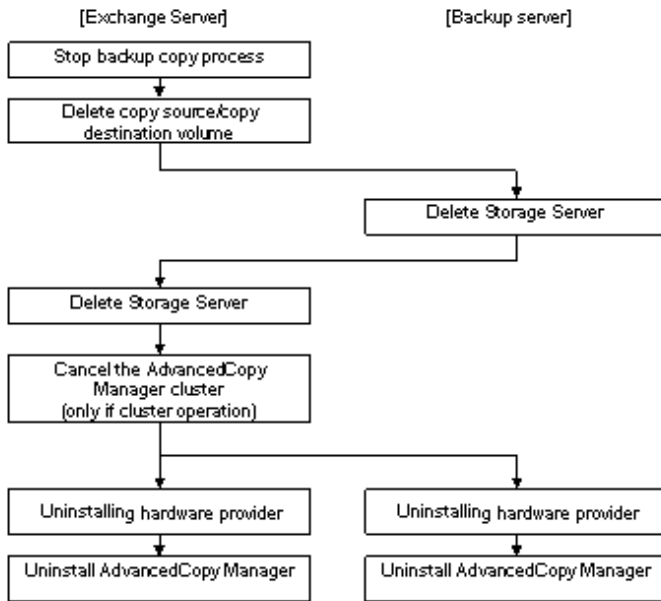 [Exchange Server]
[Backup server]
Stop backup copy process
Delete copy source/copy
destination volume
Delete Storage Server
Delete Storage Server
Cancel the AdvancedCopy
Manager cluster
(only if cluster operation)
Uninstalling hardware provider
Uninstalling hardware provider
Uninstall AdvancedCopy Manager
Uninstall AdvancedCopy Manager